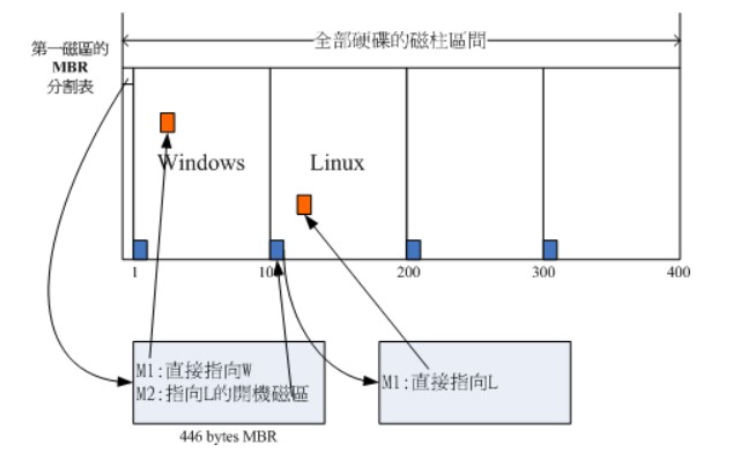 全部硬碟的磁柱區間
第一磁區的
MBR
分割表
Windows
Linux
1
10
200
300
400
M1:直接指向W
M2:指向L的開機磁區
M1:直接指向L
446 bytes MBR